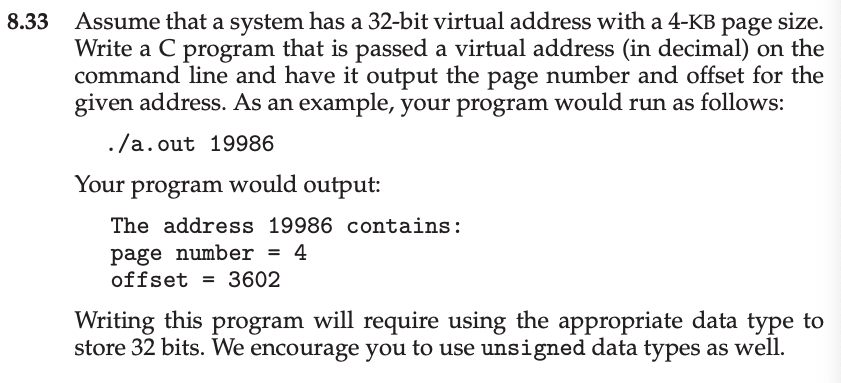 8.33 Assume that a system has a 32-bit virtual address with a 4-KB page size.
Write a C program that is passed a virtual address (in decimal) on the
command line and have it output the page number and offset for the
given address. As an example, your program would run as follows:
./a.out 19986
Your program would output:
The address 19986 contains:
page number = 4
offset = 3602
Writing this program will require using the appropriate data type to
store 32 bits. We encourage you to use unsigned data types as well.